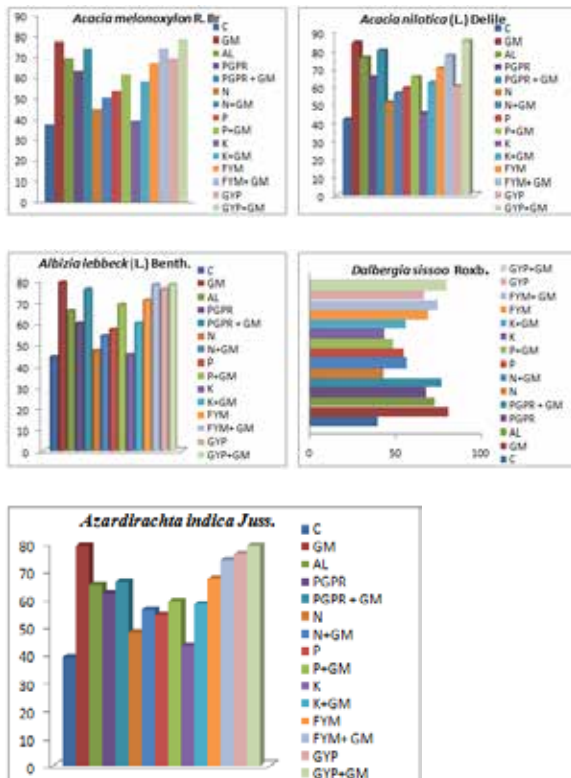 Acacia melonoxylon R. Br
90
80
70
60
50
40
30
20
10
0
C
GM
AL
PGPR
PGPR + GM
N
N+GM
P
P+GM
K
K+GM
FYM
FYM+ GM
GYP
GYP+GM
Acacia nilotica (L.) Delile
90
80
70
60
50
40
30
20
10
0
C
GM
AL
PGPR
PGPR + GM
N
N+GM
P
P+GM
K
K+GM
FYM
FYM+ GM
GYP
GYP+GM
Albizia lebbeck (L.) Benth.
80
70
60
50
40
30
20
10
0
C
GM
AL
PGPR
PGPR + GM
N
N+GM
P
P+GM
K
K+GM
FYM
FYM+ GM
GYP
GYP+GM
Dalbergia sissoo Roxb.
GYP+GM
GYP
FYM+ GM
FYM
K+GM
K
P+GM
P
N+GM
N
PGPR + GM
PGPR
AL
GM
C
0
50
100
Azardirachta indica Juss.
80
70
60
50
40
30
20
10
0
C
GM
AL
PGPR
PGPR + GM
N
N+GM
P
P+GM
K
K+GM
FYM
FYM+ GM
GYP
GYP+GM